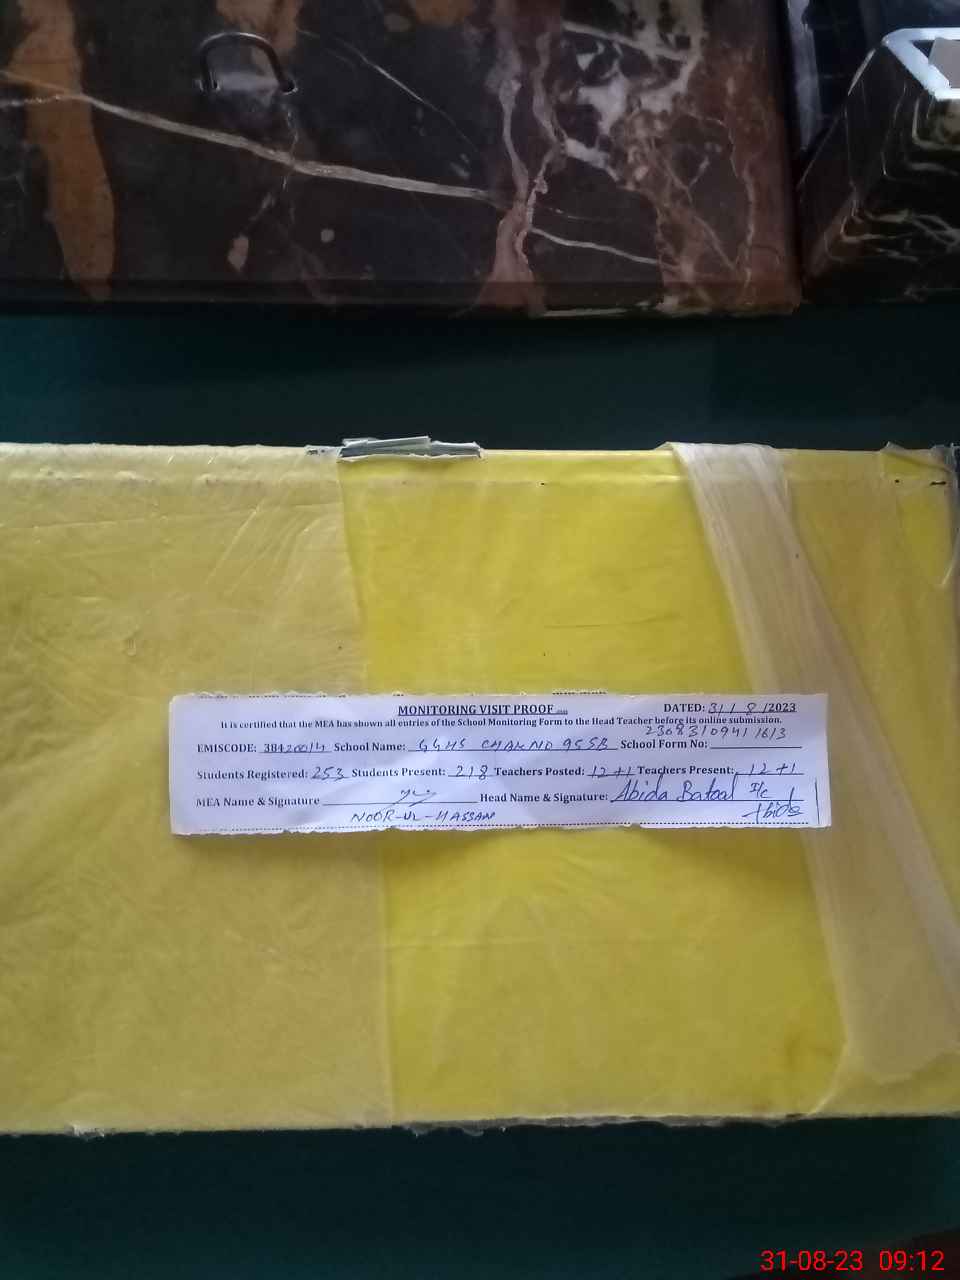 MONITORING VISIT PROOF
DATED: 31 / 8 /2023
It is certified that the MEA has shown all entries of the School Monitoring Form to the Head Teacher before its online submission.
EMISCODE: 38420014 School Name: GGHS CHAK NO 95SB School Form No: 23083109411613
Students Registered: 253 Students Present: 218 Teachers Posted: 12+1 Teachers Present: 12+1
MEA Name & Signature Head Name & Signature: Abida Batool I/c
NOOR-UL-HASSAN Abida
31-08-23 09:12